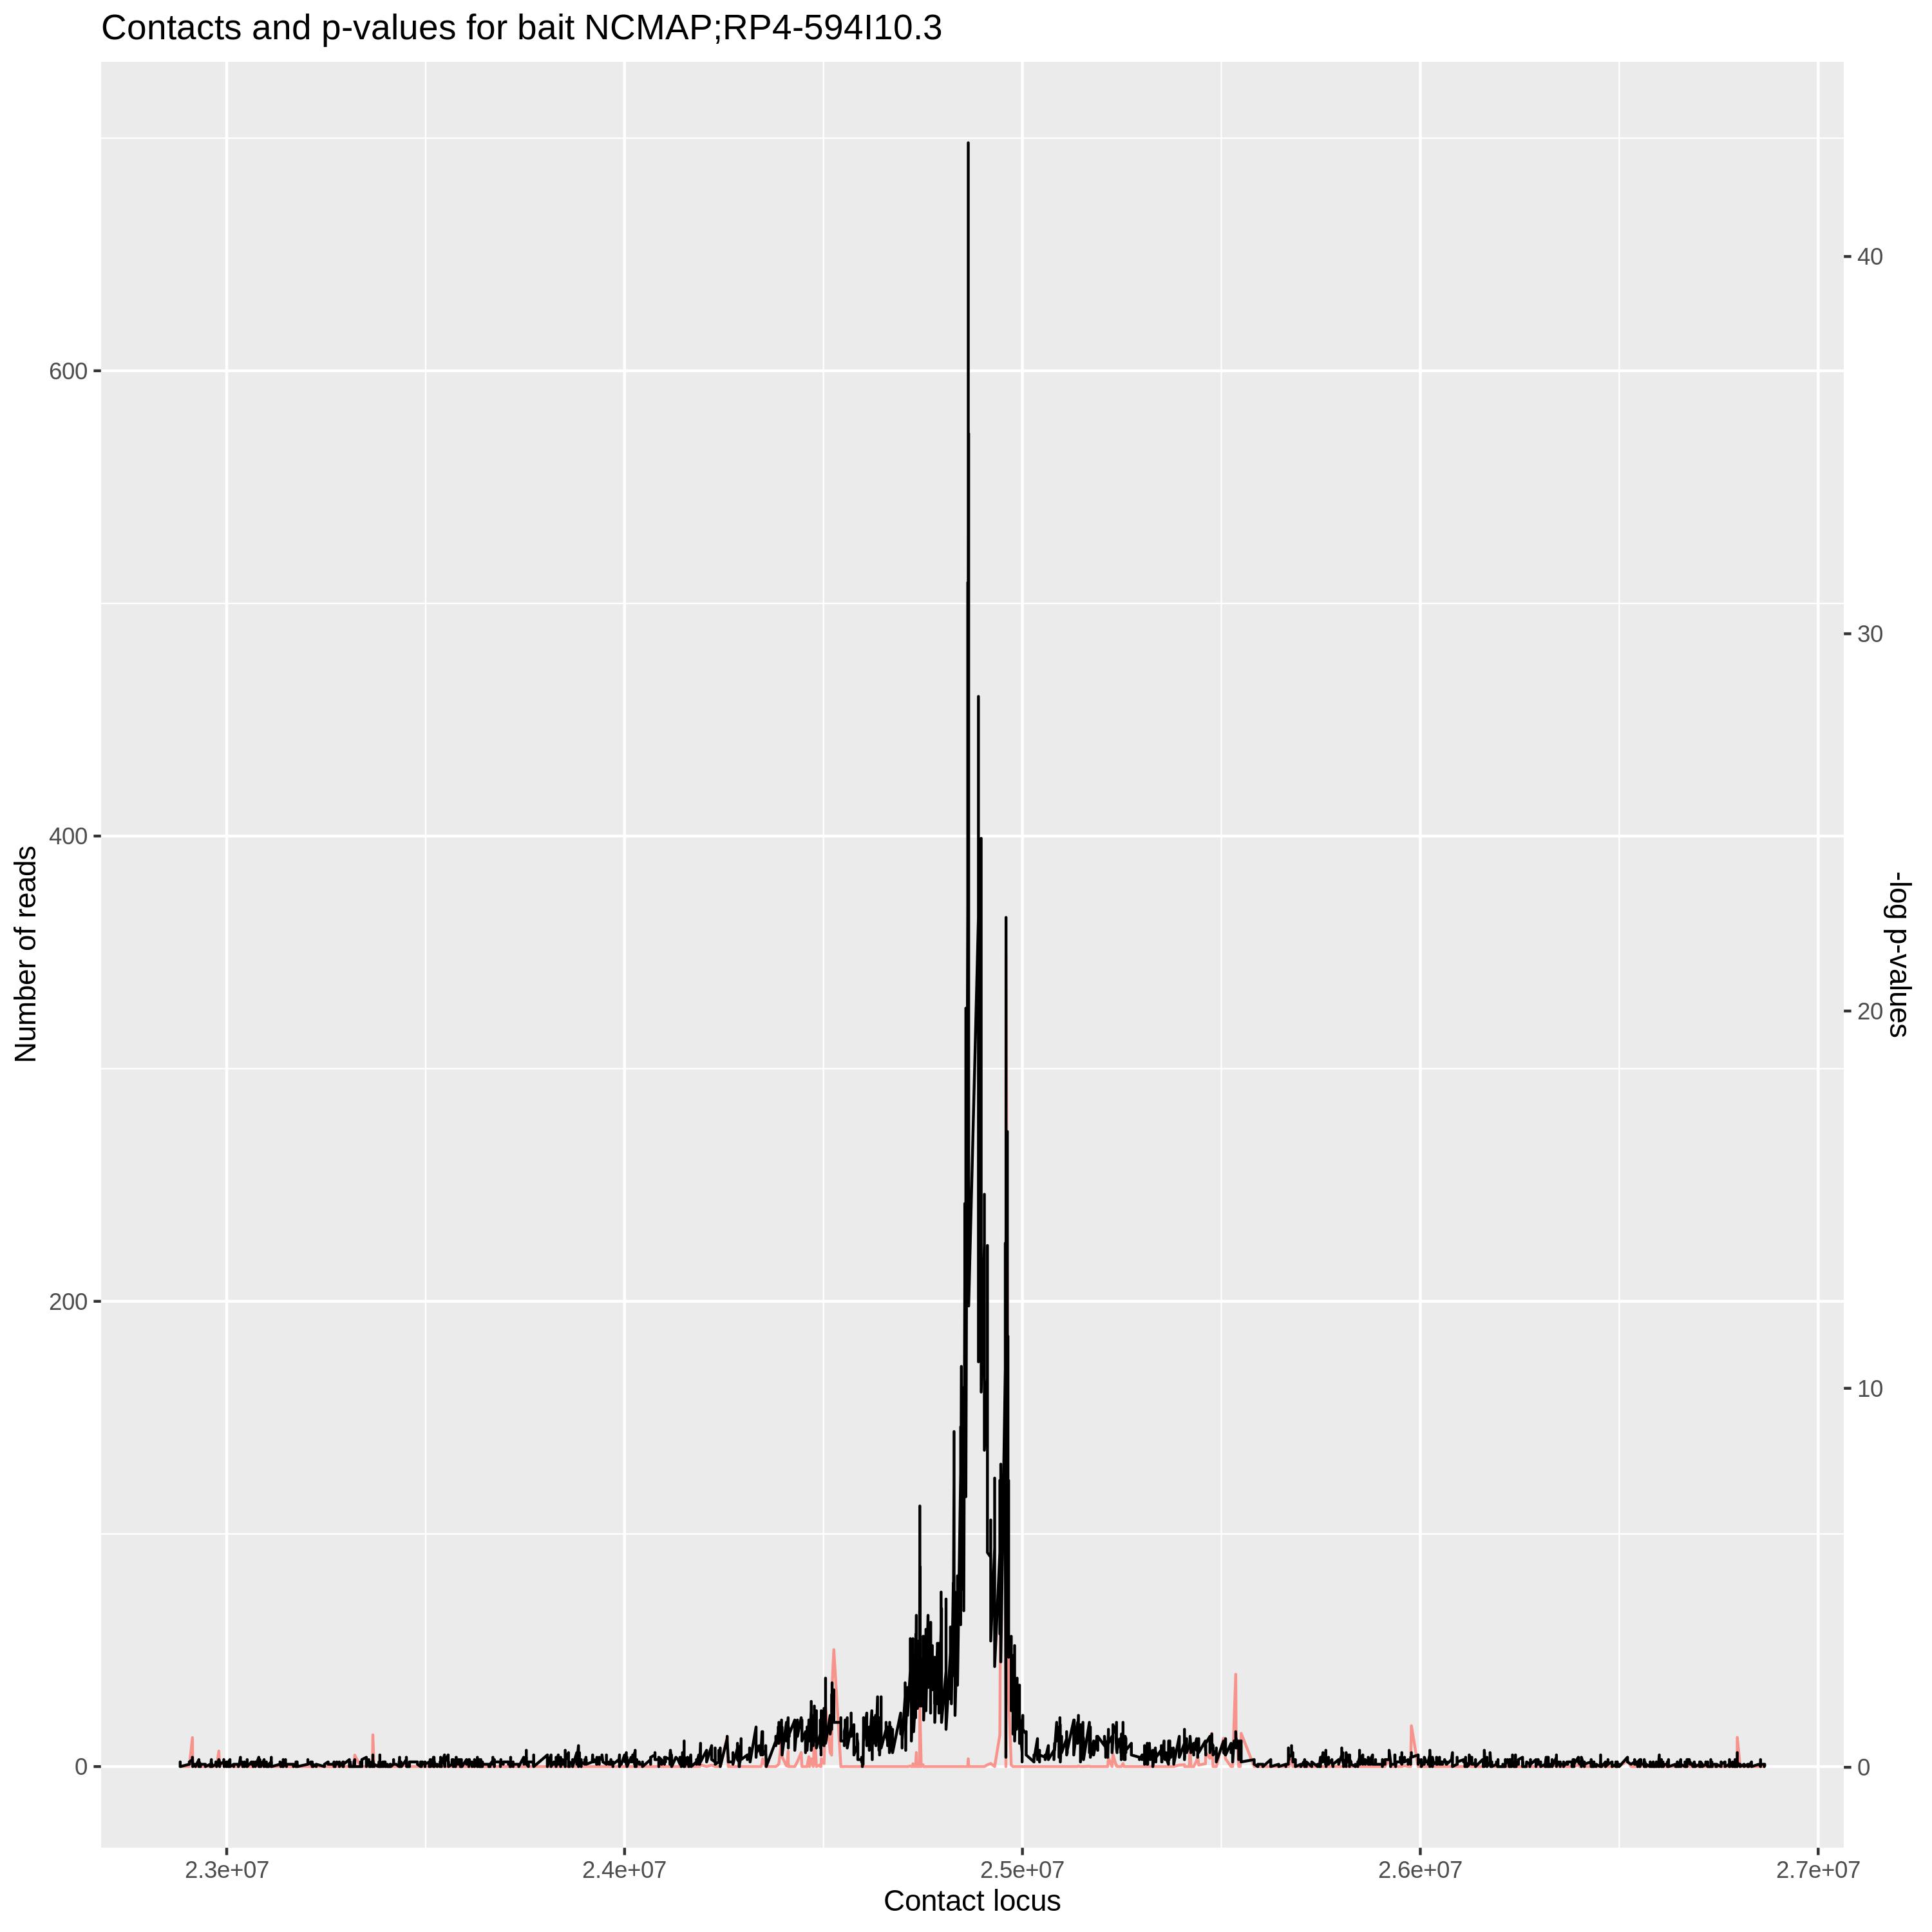 Contacts and p-values for bait NCMAP;RP4-594I10.3
600
400
200
0
Number of reads
40
30
20
10
0
-log p-values
2.3e+07
2.4e+07
2.5e+07
2.6e+07
2.7e+07
Contact locus